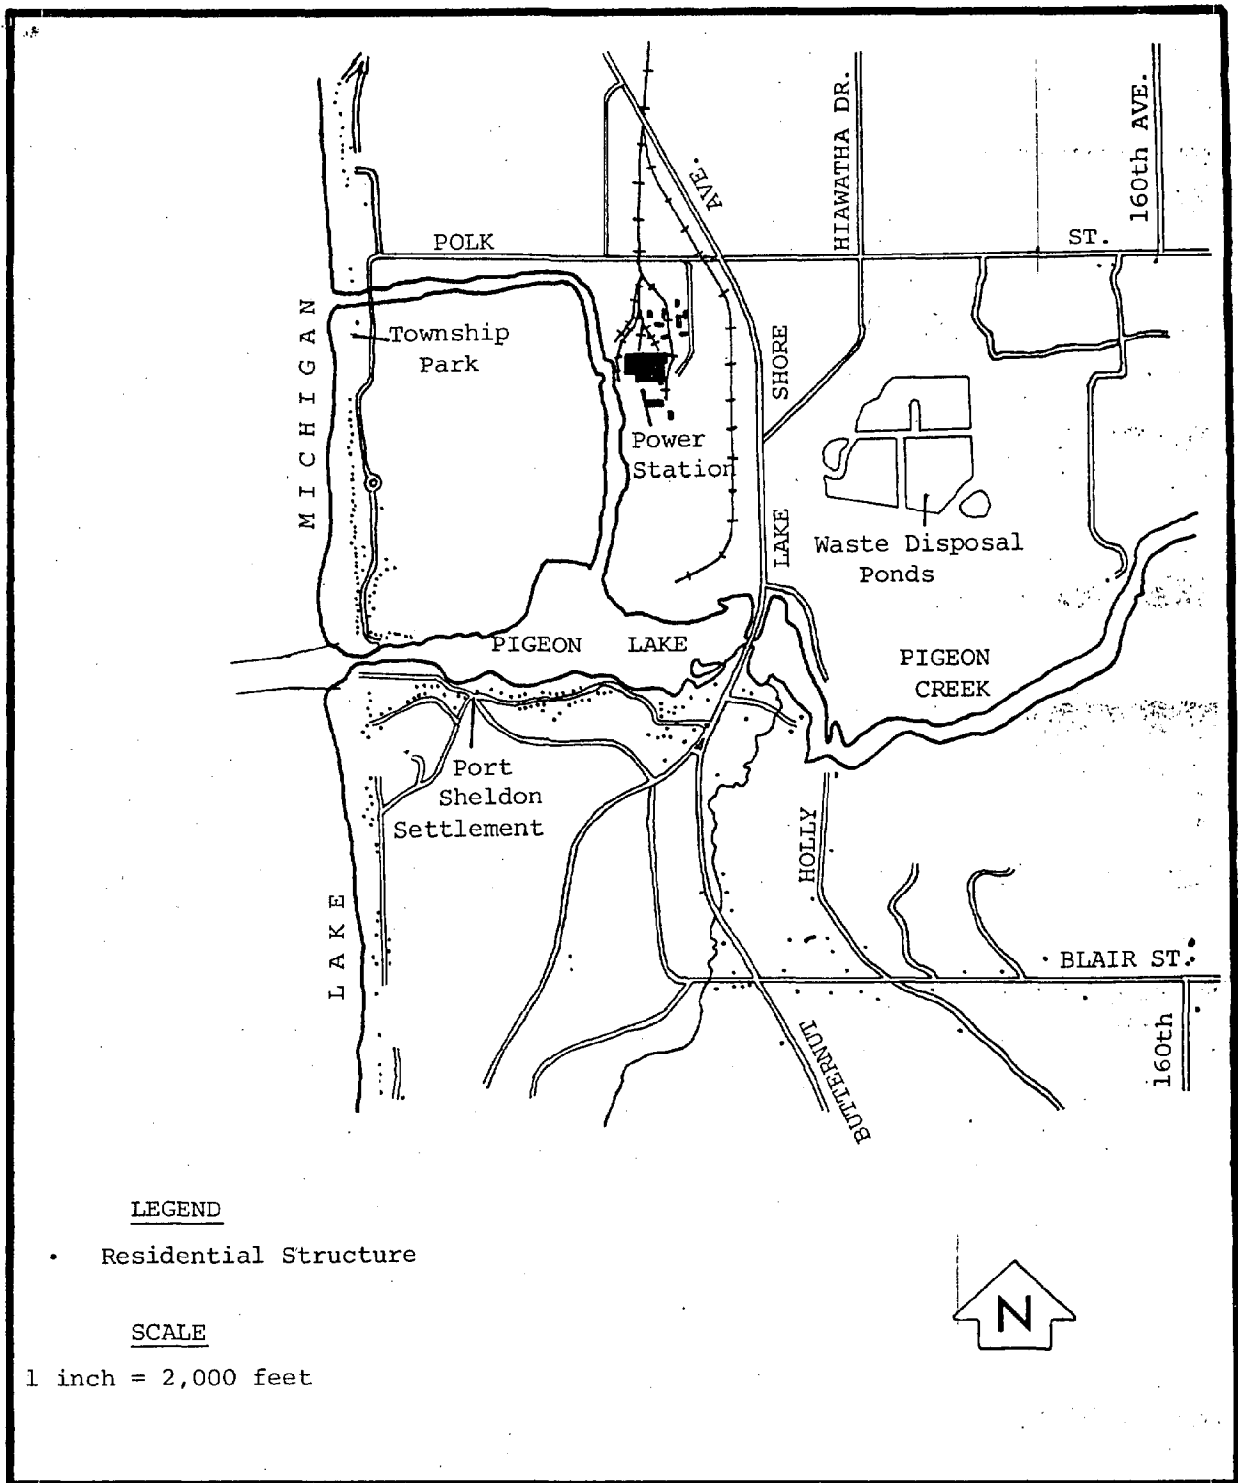 160th AVE.
HIAWATHA DR.
AVE.
POLK
ST.
MICHIGAN
Township
Park
SHORE
Power
Station
LAKE
Waste Disposal
Ponds
PIGEON LAKE
PIGEON
CREEK
Port
Sheldon
Settlement
HOLLY
LAKE
BLAIR ST.
BUTTERNUT
160th
LEGEND
• Residential Structure
SCALE
1 inch = 2,000 feet
N